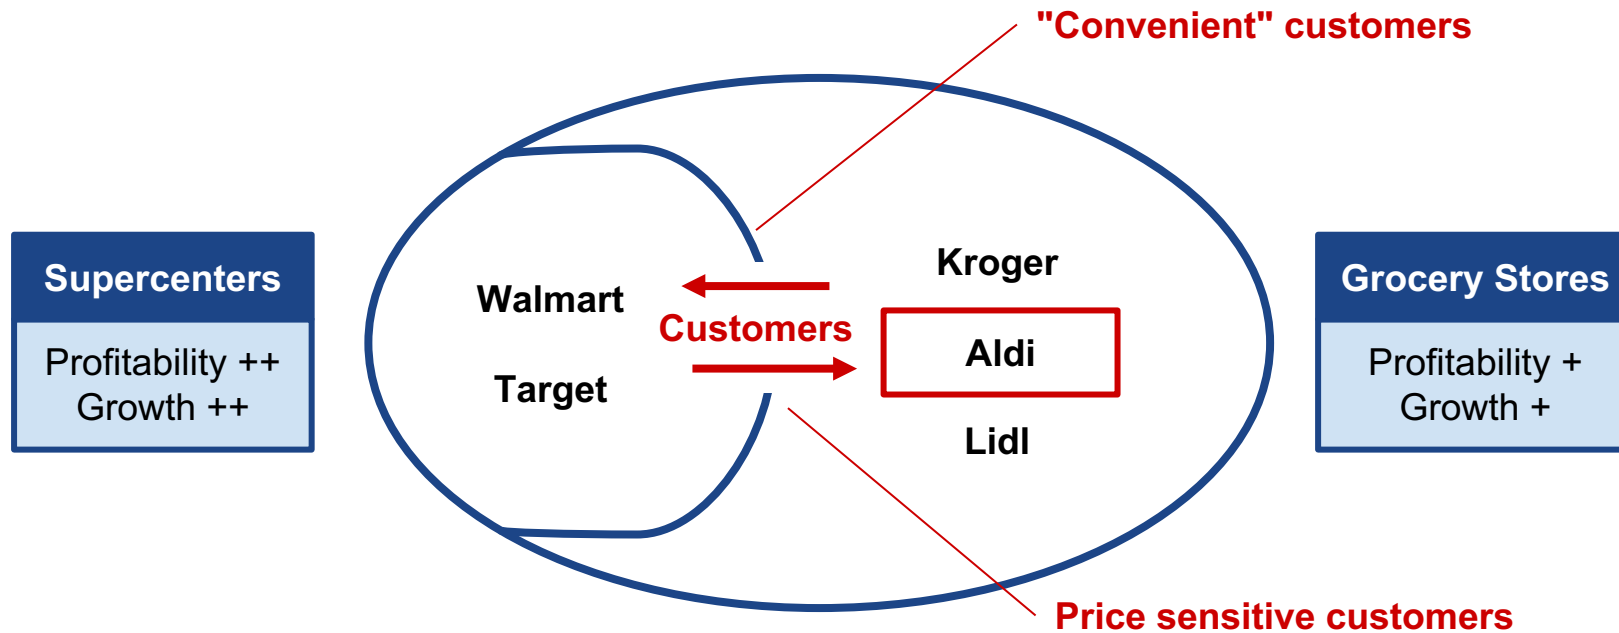 "Convenient" customers
Supercenters
Profitability ++
Growth ++
Walmart
Target
Customers
Kroger
Aldi
Lidl
Grocery Stores
Profitability +
Growth +
Price sensitive customers